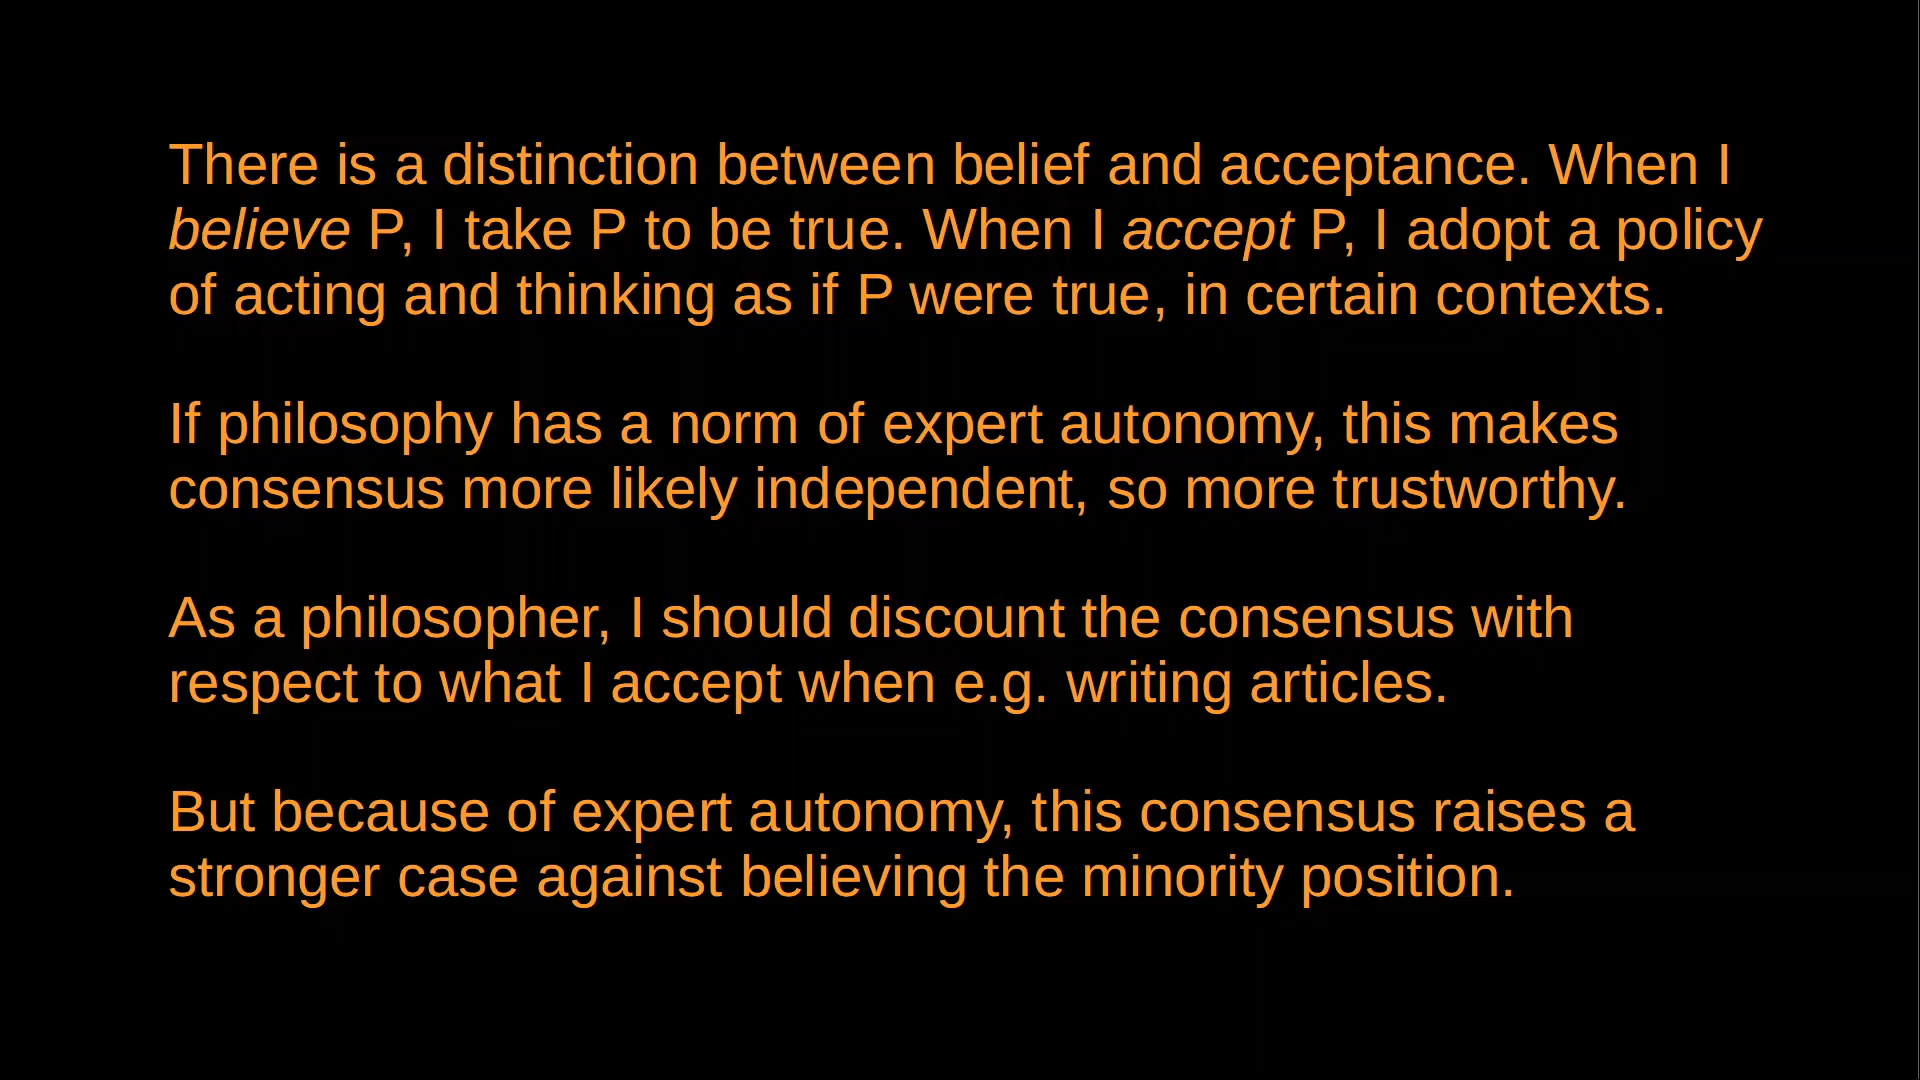 There is a distinction between belief and acceptance. When I
believe P, I take P to be true. When I accept P, I adopt a policy
of acting and thinking as if P were true, in certain contexts.
If philosophy has a norm of expert autonomy, this makes
consensus more likely independent, so more trustworthy.
As a philosopher, I should discount the consensus with
respect to what I accept when e.g. writing articles.
But because of expert autonomy, this consensus raises a
stronger case against believing the minority position.